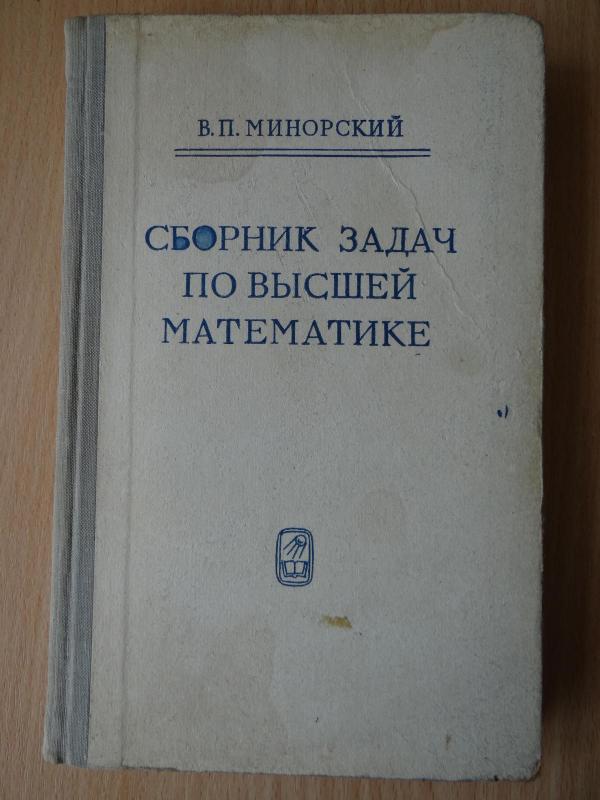 В. П. МИНОРСКИЙ
СБОРНИК ЗАДАЧ
ПО ВЫСШЕЙ
МАТЕМАТИКЕ